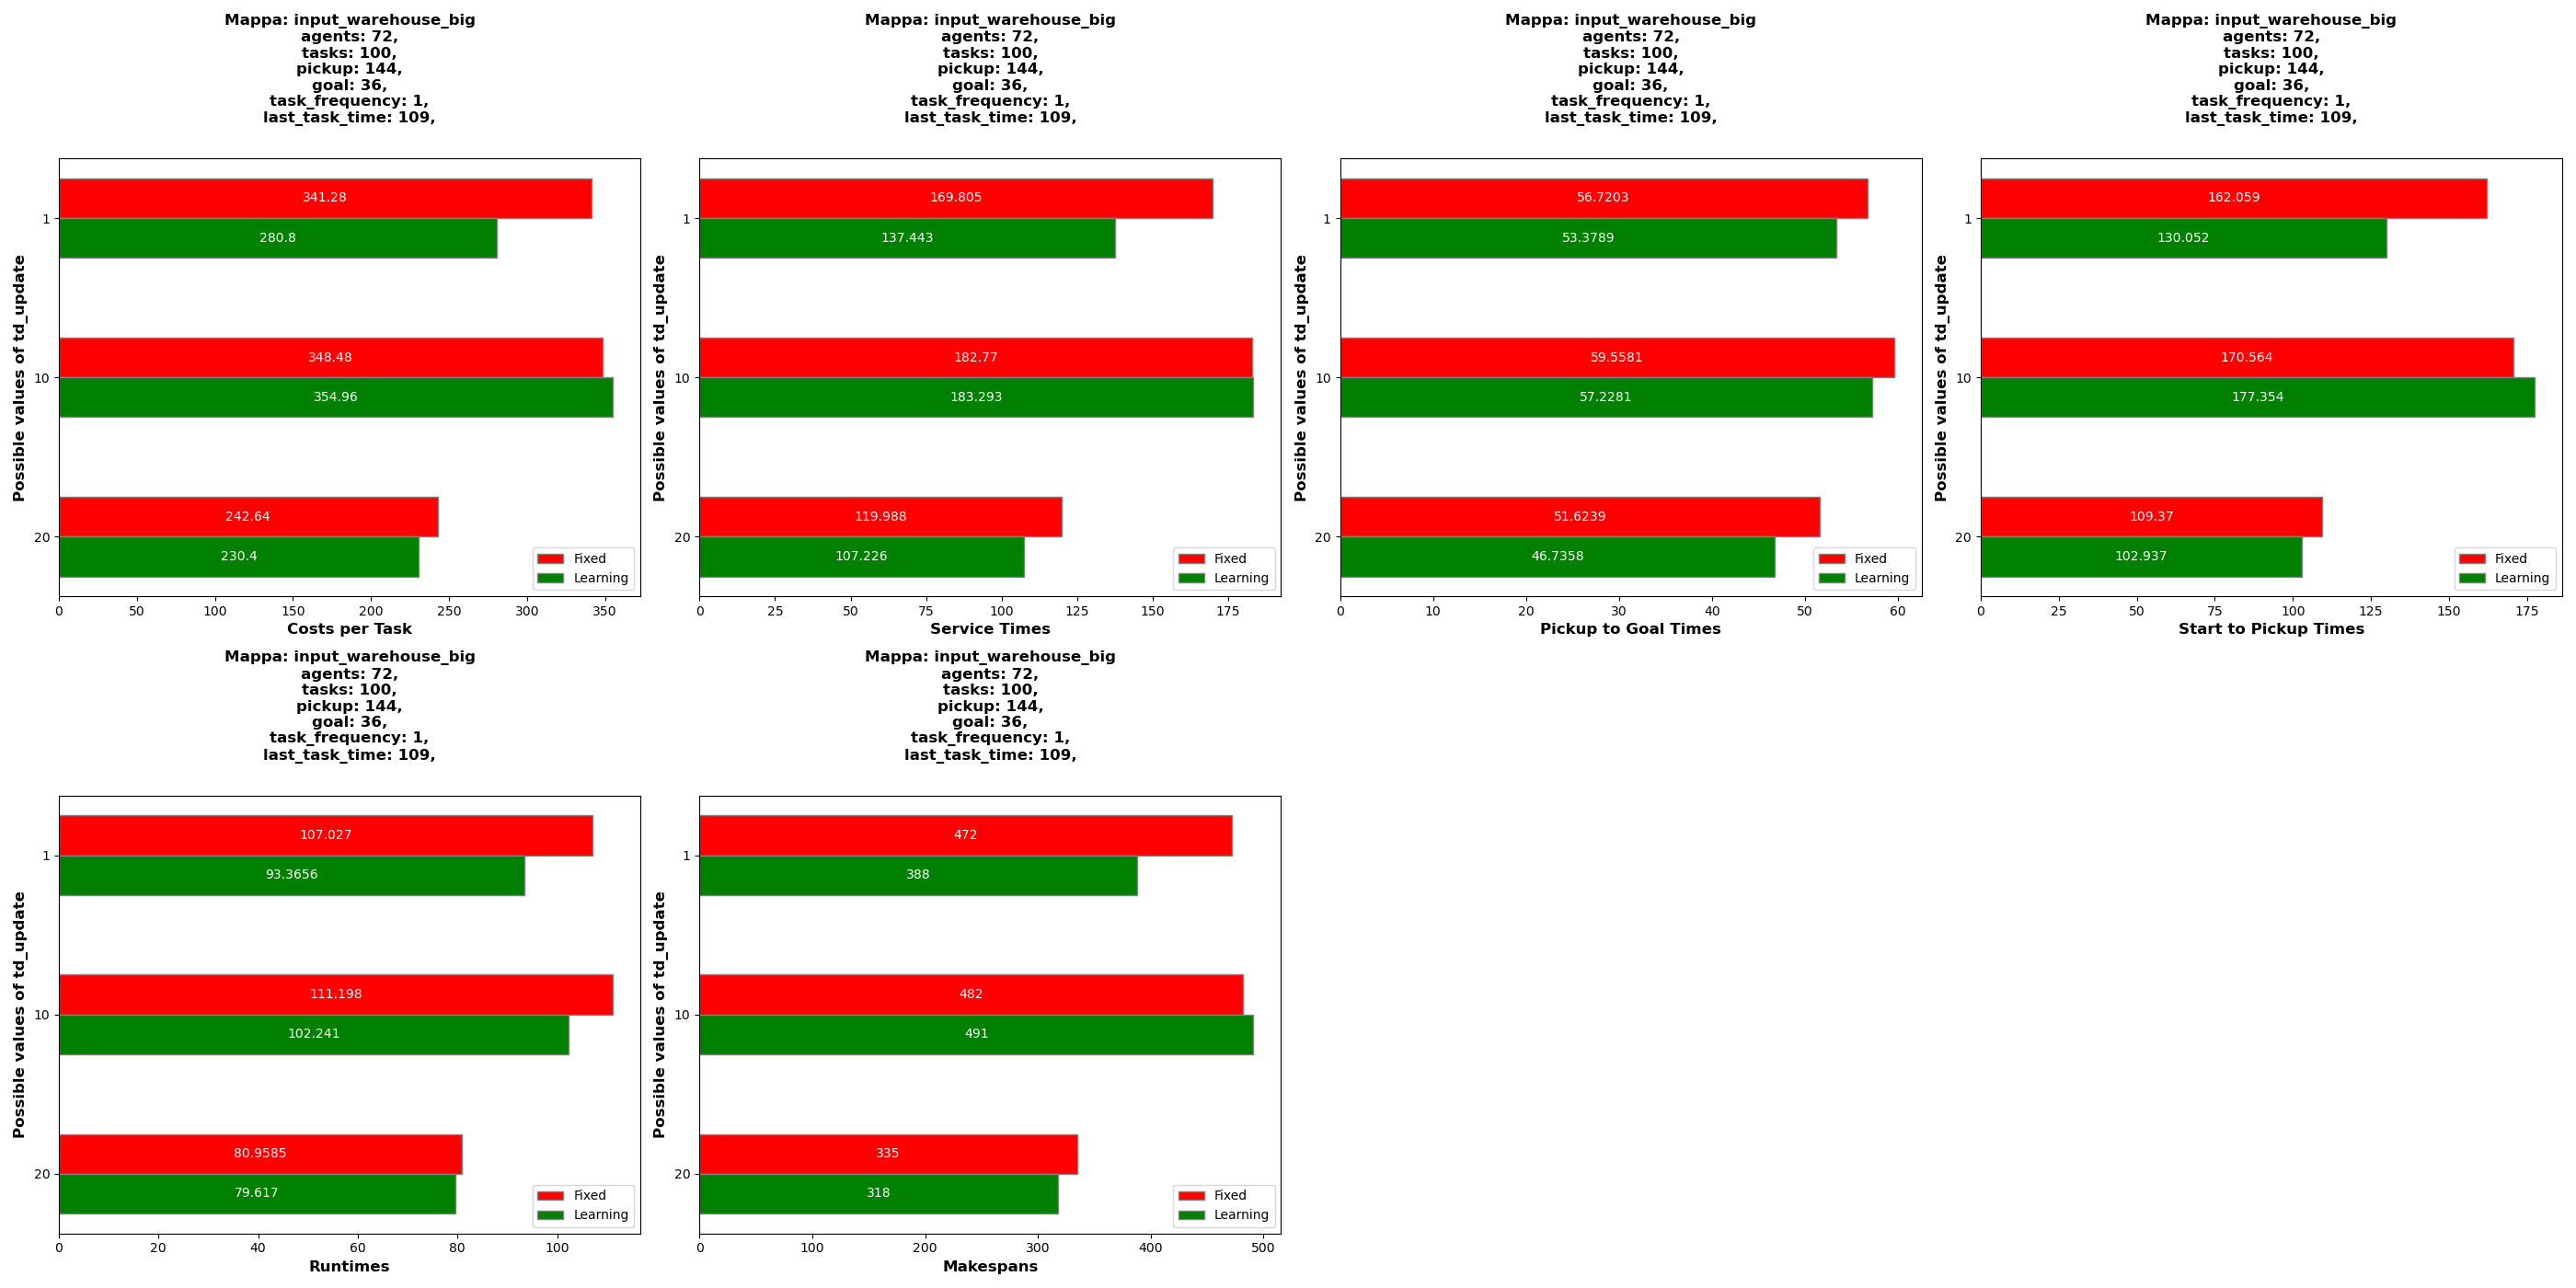 Mappa: input_warehouse_big
agents: 72,
tasks: 100,
pickup: 144,
goal: 36,
task_frequency: 1,
last_task_time: 109,
Possible values of td_update
1
341.28
280.8
10
348.48
354.96
20
242.64
230.4
Fixed
Learning
0 50 100 150 200 250 300 350
Costs per Task
Mappa: input_warehouse_big
agents: 72,
tasks: 100,
pickup: 144,
goal: 36,
task_frequency: 1,
last_task_time: 109,
Possible values of td_update
1
169.805
137.443
10
182.77
183.293
20
119.988
107.226
Fixed
Learning
0 25 50 75 100 125 150 175
Service Times
Mappa: input_warehouse_big
agents: 72,
tasks: 100,
pickup: 144,
goal: 36,
task_frequency: 1,
last_task_time: 109,
Possible values of td_update
1
56.7203
53.3789
10
59.5581
57.2281
20
51.6239
46.7358
Fixed
Learning
0 10 20 30 40 50 60
Pickup to Goal Times
Mappa: input_warehouse_big
agents: 72,
tasks: 100,
pickup: 144,
goal: 36,
task_frequency: 1,
last_task_time: 109,
Possible values of td_update
1
162.059
130.052
10
170.564
177.354
20
109.37
102.937
Fixed
Learning
0 25 50 75 100 125 150 175
Start to Pickup Times
Mappa: input_warehouse_big
agents: 72,
tasks: 100,
pickup: 144,
goal: 36,
task_frequency: 1,
last_task_time: 109,
Possible values of td_update
1
107.027
93.3656
10
111.198
102.241
20
80.9585
79.617
Fixed
Learning
0 20 40 60 80 100
Runtimes
Mappa: input_warehouse_big
agents: 72,
tasks: 100,
pickup: 144,
goal: 36,
task_frequency: 1,
last_task_time: 109,
Possible values of td_update
1
472
388
10
482
491
20
335
318
Fixed
Learning
0 100 200 300 400 500
Makespans